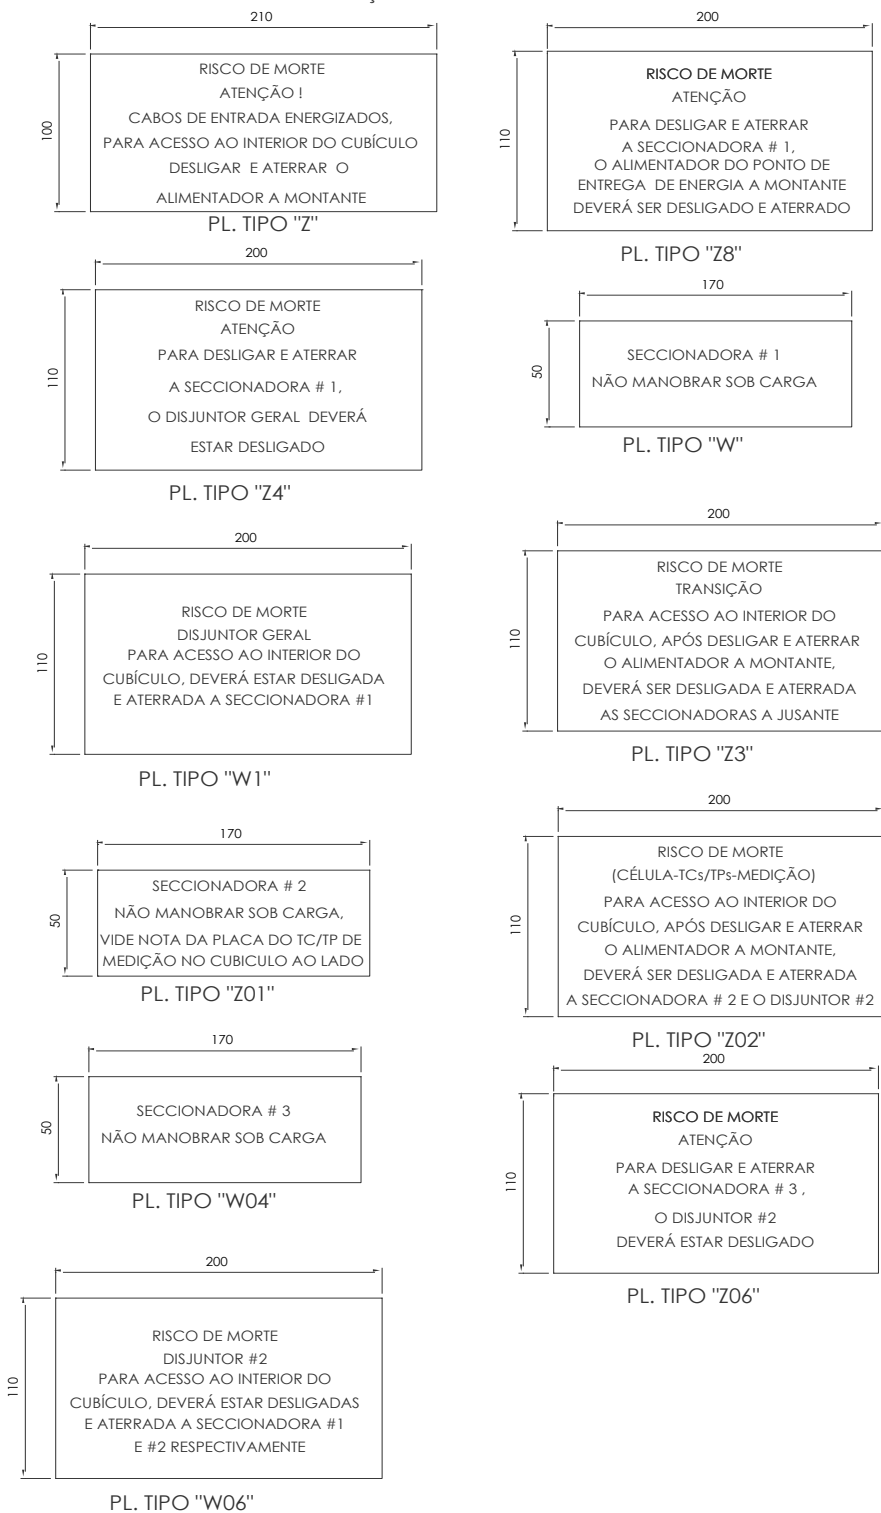 210
100
RISCO DE MORTE
ATENÇÃO !
CABOS DE ENTRADA ENERGIZADOS,
PARA ACESSO AO INTERIOR DO CUBÍCULO
DESLIGAR E ATERRAR O
ALIMENTADOR A MONTANTE
PL. TIPO "Z"
200
110
RISCO DE MORTE
ATENÇÃO
PARA DESLIGAR E ATERRAR
A SECCIONADORA # 1,
O ALIMENTADOR DO PONTO DE
ENTREGA DE ENERGIA A MONTANTE
DEVERÁ SER DESLIGADO E ATERRADO
PL. TIPO "Z8"
200
110
RISCO DE MORTE
ATENÇÃO
PARA DESLIGAR E ATERRAR
A SECCIONADORA # 1,
O DISJUNTOR GERAL DEVERÁ
ESTAR DESLIGADO
PL. TIPO "Z4"
170
50
SECCIONADORA # 1
NÃO MANOBRAR SOB CARGA
PL. TIPO "W"
200
110
RISCO DE MORTE
DISJUNTOR GERAL
PARA ACESSO AO INTERIOR DO
CUBÍCULO, DEVERÁ ESTAR DESLIGADA
E ATERRADA A SECCIONADORA #1
PL. TIPO "W1"
200
110
RISCO DE MORTE
TRANSIÇÃO
PARA ACESSO AO INTERIOR DO
CUBÍCULO, APÓS DESLIGAR E ATERRAR
O ALIMENTADOR A MONTANTE,
DEVERÁ SER DESLIGADA E ATERRADA
AS SECCIONADORAS A JUSANTE
PL. TIPO "Z3"
170
50
SECCIONADORA # 2
NÃO MANOBRAR SOB CARGA,
VIDE NOTA DA PLACA DO TC/TP DE
MEDIÇÃO NO CUBICULO AO LADO
PL. TIPO "Z01"
200
110
RISCO DE MORTE
(CÉLULA-TCs/TPs-MEDIÇÃO)
PARA ACESSO AO INTERIOR DO
CUBÍCULO, APÓS DESLIGAR E ATERRAR
O ALIMENTADOR A MONTANTE,
DEVERÁ SER DESLIGADA E ATERRADA
A SECCIONADORA # 2 E O DISJUNTOR #2
PL. TIPO "Z02"
170
50
SECCIONADORA # 3
NÃO MANOBRAR SOB CARGA
PL. TIPO "W04"
200
110
RISCO DE MORTE
ATENÇÃO
PARA DESLIGAR E ATERRAR
A SECCIONADORA # 3 ,
O DISJUNTOR #2
DEVERÁ ESTAR DESLIGADO
PL. TIPO "Z06"
200
110
RISCO DE MORTE
DISJUNTOR #2
PARA ACESSO AO INTERIOR DO
CUBÍCULO, DEVERÁ ESTAR DESLIGADAS
E ATERRADA A SECCIONADORA #1
E #2 RESPECTIVAMENTE
PL. TIPO "W06"